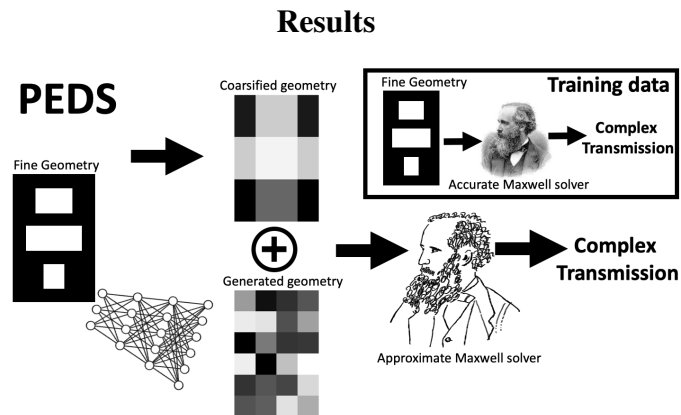 Results
PEDS
Fine Geometry
Coarsified geometry
Generated geometry
Training data
Fine Geometry
Accurate Maxwell solver
Complex
Transmission
Approximate Maxwell solver
Complex
Transmission